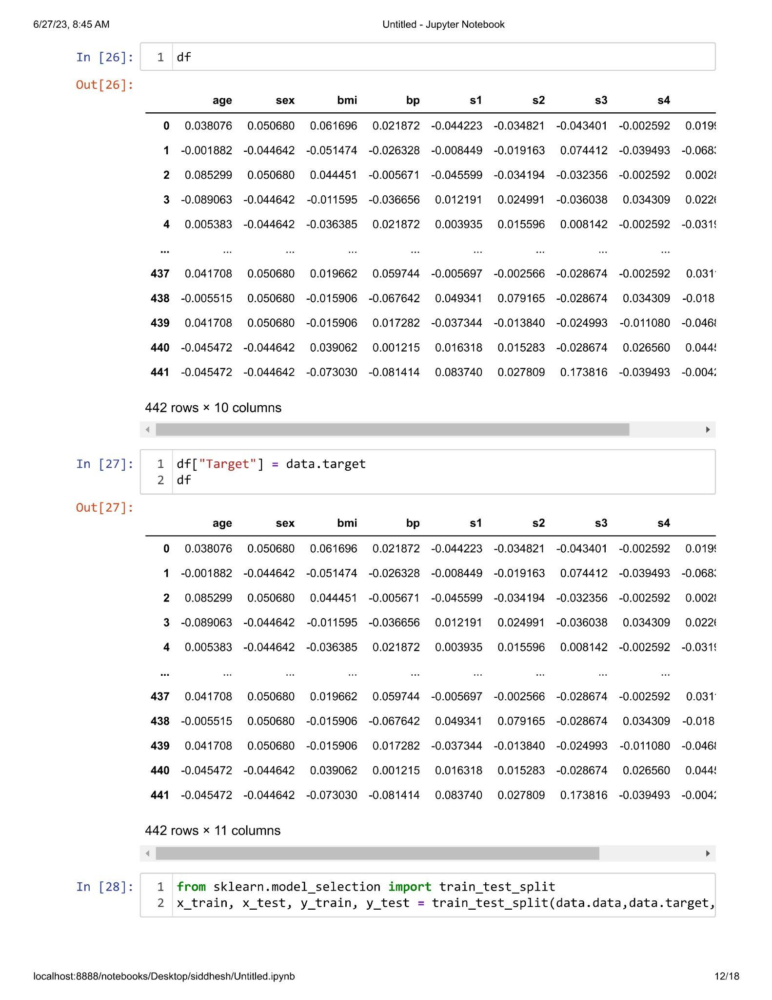 6/27/23, 8:45 AM Untitled - Jupyter Notebook
In [26]: 1 df
Out[26]:
age sex bmi bp s1 s2 s3 s4
0 0.038076 0.050680 0.061696 0.021872 -0.044223 -0.034821 -0.043401 -0.002592 0.019
1 -0.001882 -0.044642 -0.051474 -0.026328 -0.008449 -0.019163 0.074412 -0.039493 -0.068
2 0.085299 0.050680 0.044451 -0.005671 -0.045599 -0.034194 -0.032356 -0.002592 0.002
3 -0.089063 -0.044642 -0.011595 -0.036656 0.012191 0.024991 -0.036038 0.034309 0.022
4 0.005383 -0.044642 -0.036385 0.021872 0.003935 0.015596 0.008142 -0.002592 -0.031
... ... ... ... ... ... ... ... ...
437 0.041708 0.050680 0.019662 0.059744 -0.005697 -0.002566 -0.028674 -0.002592 0.031
438 -0.005515 0.050680 -0.015906 -0.067642 0.049341 0.079165 -0.028674 0.034309 -0.018
439 0.041708 0.050680 -0.015906 0.017282 -0.037344 -0.013840 -0.024993 -0.011080 -0.046
440 -0.045472 -0.044642 0.039062 0.001215 0.016318 0.015283 -0.028674 0.026560 0.044
441 -0.045472 -0.044642 -0.073030 -0.081414 0.083740 0.027809 0.173816 -0.039493 -0.004
442 rows × 10 columns
In [27]: 1 df["Target"] = data.target
2 df
Out[27]:
age sex bmi bp s1 s2 s3 s4
0 0.038076 0.050680 0.061696 0.021872 -0.044223 -0.034821 -0.043401 -0.002592 0.019
1 -0.001882 -0.044642 -0.051474 -0.026328 -0.008449 -0.019163 0.074412 -0.039493 -0.068
2 0.085299 0.050680 0.044451 -0.005671 -0.045599 -0.034194 -0.032356 -0.002592 0.002
3 -0.089063 -0.044642 -0.011595 -0.036656 0.012191 0.024991 -0.036038 0.034309 0.022
4 0.005383 -0.044642 -0.036385 0.021872 0.003935 0.015596 0.008142 -0.002592 -0.031
... ... ... ... ... ... ... ... ...
437 0.041708 0.050680 0.019662 0.059744 -0.005697 -0.002566 -0.028674 -0.002592 0.031
438 -0.005515 0.050680 -0.015906 -0.067642 0.049341 0.079165 -0.028674 0.034309 -0.018
439 0.041708 0.050680 -0.015906 0.017282 -0.037344 -0.013840 -0.024993 -0.011080 -0.046
440 -0.045472 -0.044642 0.039062 0.001215 0.016318 0.015283 -0.028674 0.026560 0.044
441 -0.045472 -0.044642 -0.073030 -0.081414 0.083740 0.027809 0.173816 -0.039493 -0.004
442 rows × 11 columns
In [28]: 1 from sklearn.model_selection import train_test_split
2 x_train, x_test, y_train, y_test = train_test_split(data.data,data.target,
localhost:8888/notebooks/Desktop/siddhesh/Untitled.ipynb 12/18